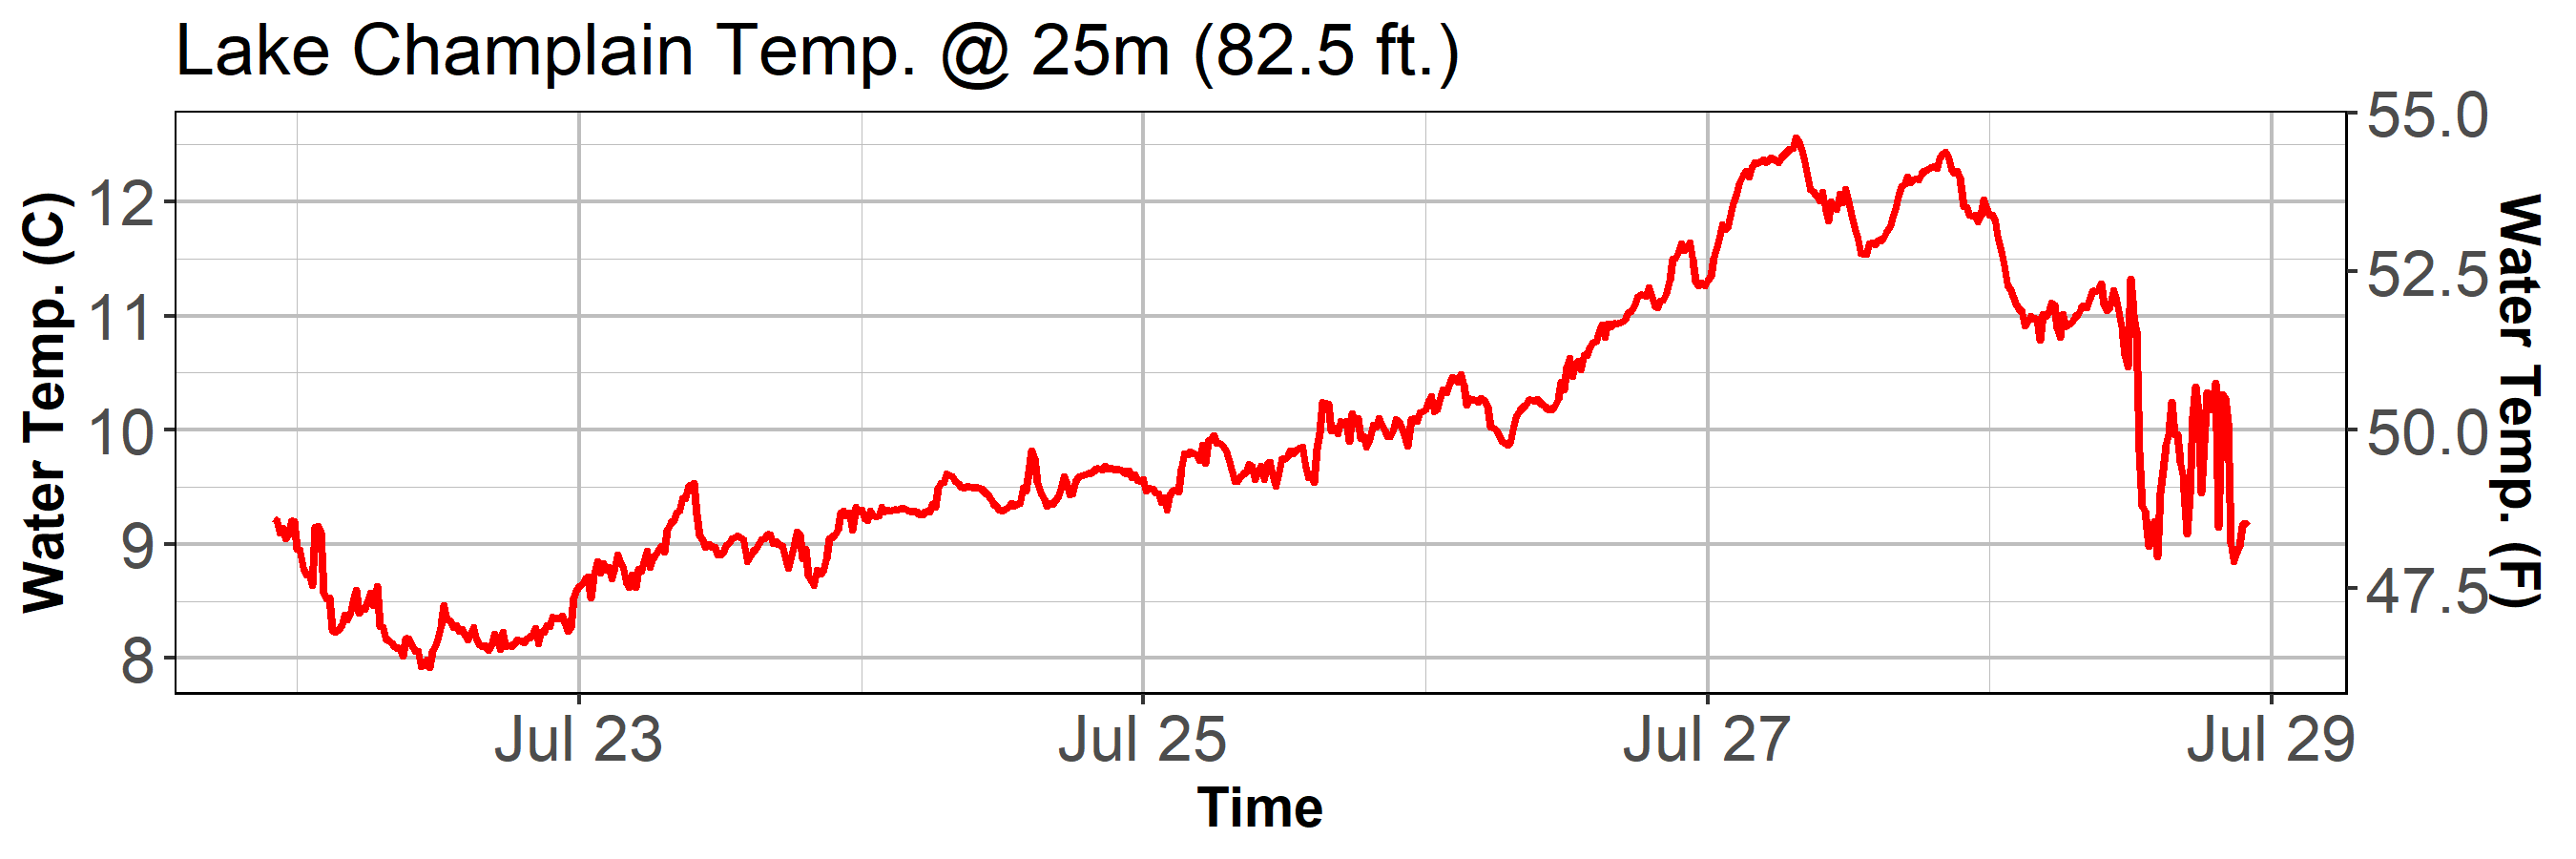 Lake Champlain Temp. @ 25m (82.5 ft.)
Water Temp. (C)
12
11
10
9
8
55.0
52.5
50.0
47.5
Water Temp. (F)
Jul 23
Jul 25
Jul 27
Jul 29
Time